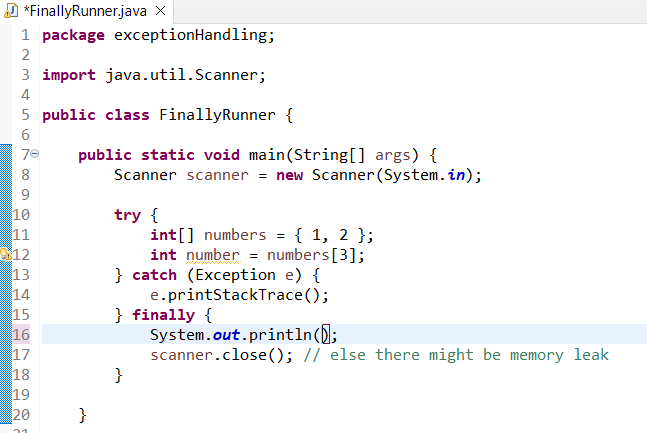 *FinallyRunner.java
1 package exceptionHandling;
2
3 import java.util.Scanner;
4
5 public class FinallyRunner {
6
7     public static void main(String[] args) {
8         Scanner scanner = new Scanner(System.in);
9
10         try {
11             int[] numbers = { 1, 2 };
12             int number = numbers[3];
13         } catch (Exception e) {
14             e.printStackTrace();
15         } finally {
16             System.out.println();
17             scanner.close(); // else there might be memory leak
18         }
19
20     }